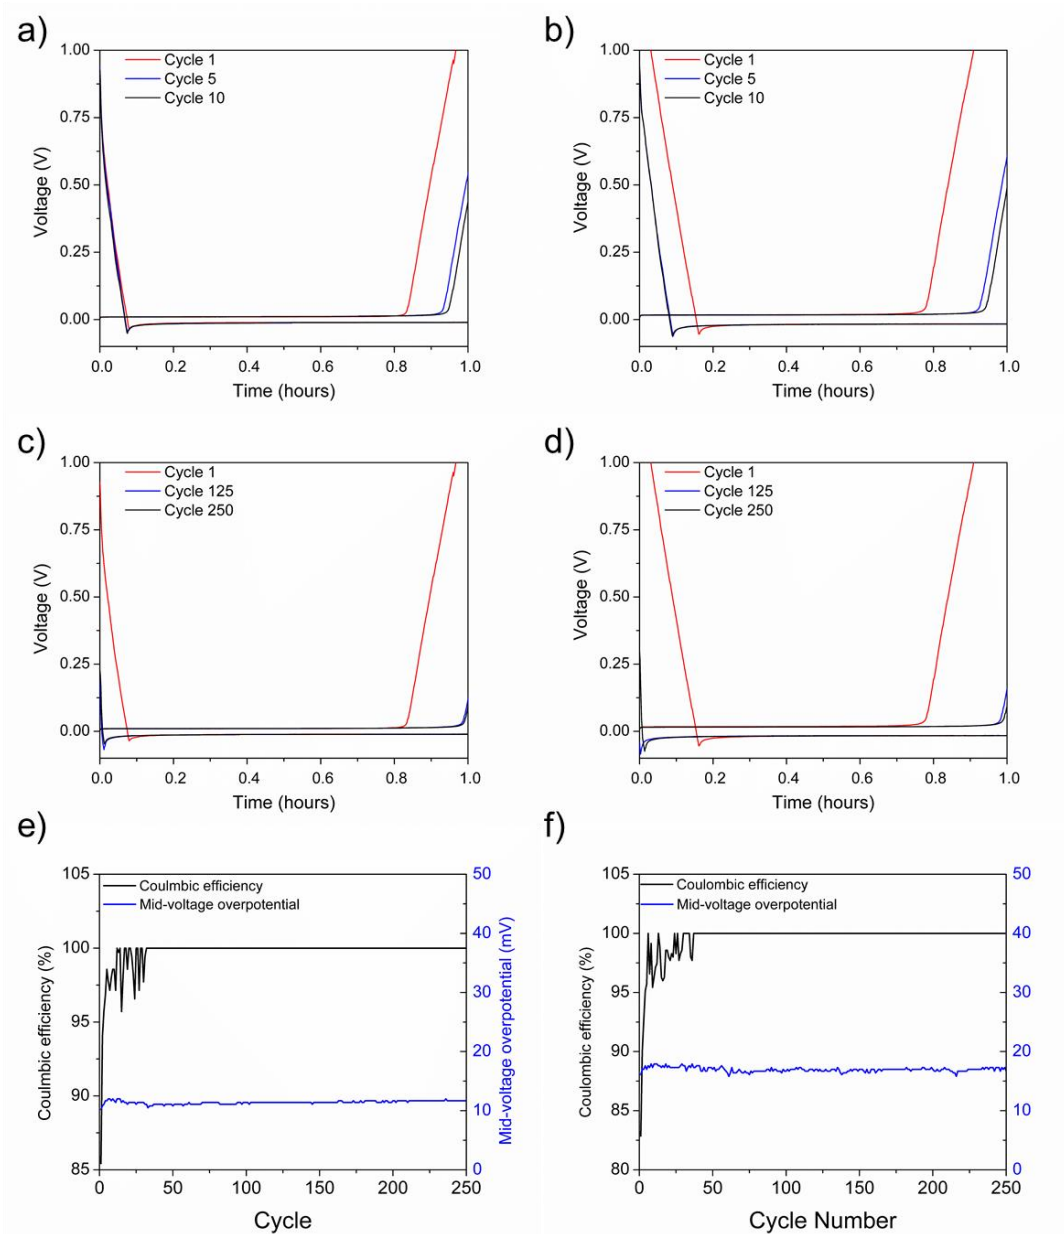 a)
1.00
0.75
0.50
0.25
0.00
Voltage (V)
Cycle 1
Cycle 5
Cycle 10
0.0 0.2 0.4 0.6 0.8 1.0
Time (hours)
b)
1.00
0.75
0.50
0.25
0.00
Voltage (V)
Cycle 1
Cycle 5
Cycle 10
0.0 0.2 0.4 0.6 0.8 1.0
Time (hours)
c)
1.00
0.75
0.50
0.25
0.00
Voltage (V)
Cycle 1
Cycle 125
Cycle 250
0.0 0.2 0.4 0.6 0.8 1.0
Time (hours)
d)
1.00
0.75
0.50
0.25
0.00
Voltage (V)
Cycle 1
Cycle 125
Cycle 250
0.0 0.2 0.4 0.6 0.8 1.0
Time (hours)
e)
105
100
95
90
85
Coulmbic efficiency (%)
Coulmbic efficiency
Mid-voltage overpotential
50
40
30
20
10
0
Mid-voltage overpotential (mV)
0 50 100 150 200 250
Cycle
f)
105
100
95
90
85
80
Coulombic efficiency (%)
Coulombic efficiency
Mid-voltage overpotential
50
40
30
20
10
0
0 50 100 150 200 250
Cycle Number